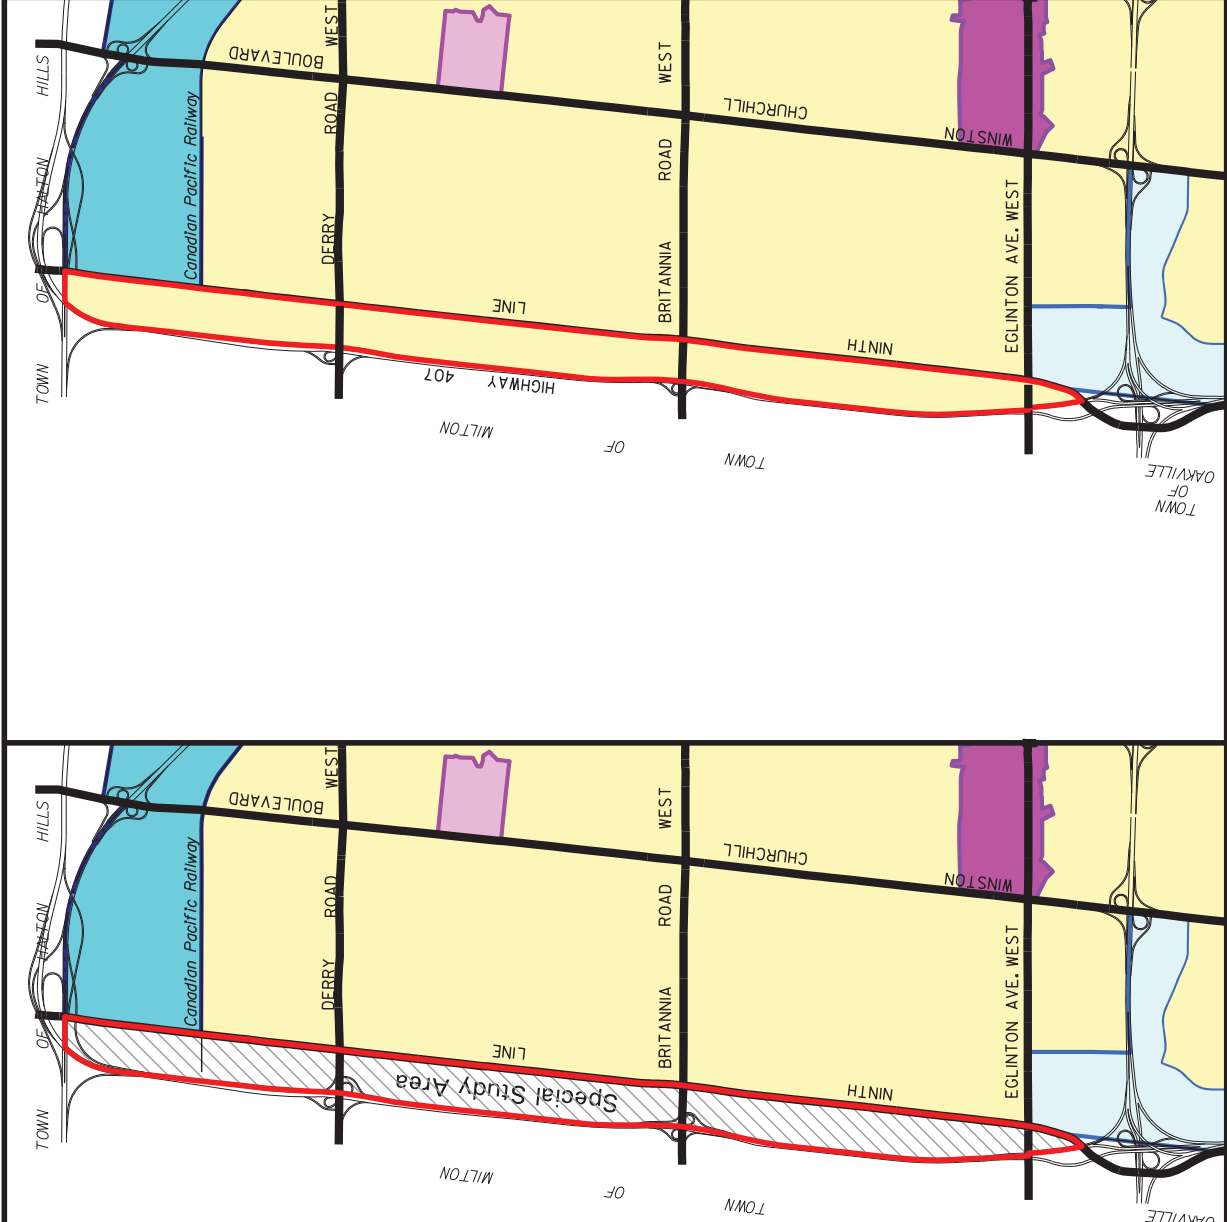 HILLS
HALTON
OF
TOWN
Canadian Pacific Railway
BOULEVARD
WEST
ROAD
DERRY
WEST
ROAD
BRITANNIA
CHURCHILL
WINSTON
EGLINTON AVE. WEST
LINE
NINTH
HIGHWAY 407
TOWN OF MILTON
TOWN
OF
OAKVILLE
HILLS
HALTON
OF
TOWN
Canadian Pacific Railway
BOULEVARD
WEST
ROAD
DERRY
WEST
ROAD
BRITANNIA
CHURCHILL
WINSTON
EGLINTON AVE. WEST
LINE
NINTH
Special Study Area
TOWN OF MILTON
OAKVILLE